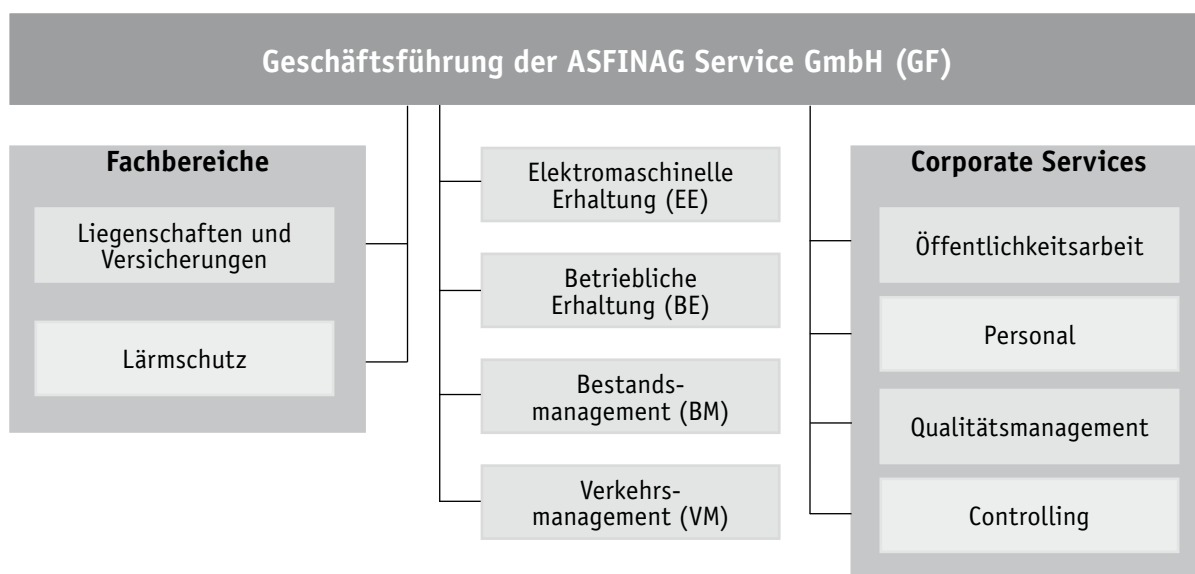 Geschäftsführung der ASFINAG Service GmbH (GF)
Fachbereiche
Liegenschaften und
Versicherungen
Lärmschutz
Elektromaschinelle
Erhaltung (EE)
Betriebliche
Erhaltung (BE)
Bestands-
management (BM)
Verkehrs-
management (VM)
Corporate Services
Öffentlichkeitsarbeit
Personal
Qualitätsmanagement
Controlling